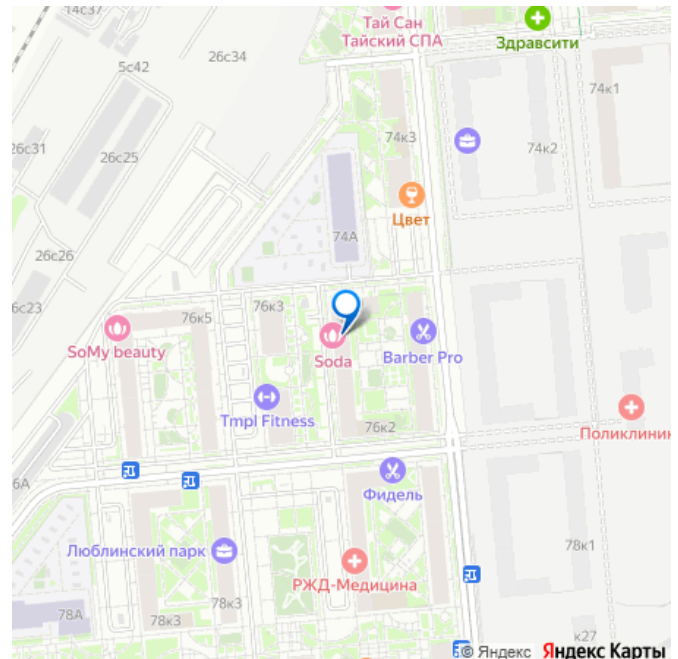 14с37
Тай Сан
Тайский СПА
Здравсити
5с42
26с34
74к1
26с31
26с25
74к3
74к2
Цвет
74А
26с26
6с23
76к3
76к5
SoMy beauty
Soda
Barber Pro
Tmpl Fitness
76к2
Поликлиник
6А
Фидель
Люблинский парк
78к1
РЖД-Медицина
78А
78к3
78к3
к27
© Яндекс Яндекс Карты